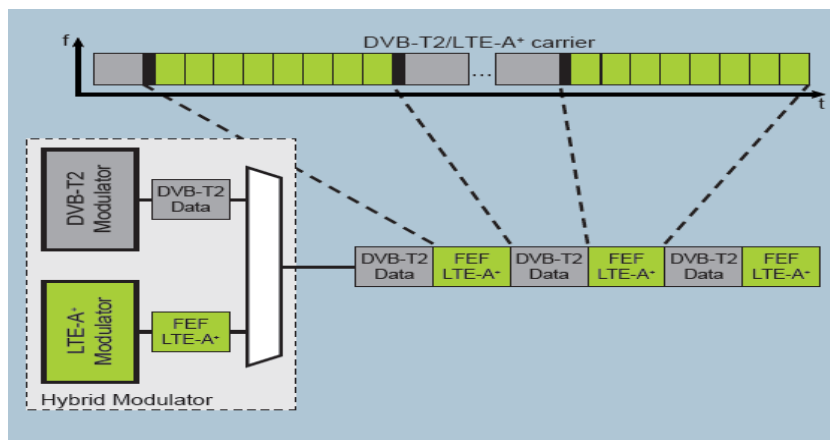 f
DVB-T2/LTE-A+ carrier
...
t
DVB-T2
Modulator
DVB-T2
Data
LTE-A+
Modulator
FEF
LTE-A+
Hybrid Modulator
DVB-T2
Data
FEF
LTE-A+
DVB-T2
Data
FEF
LTE-A+
DVB-T2
Data
FEF
LTE-A+